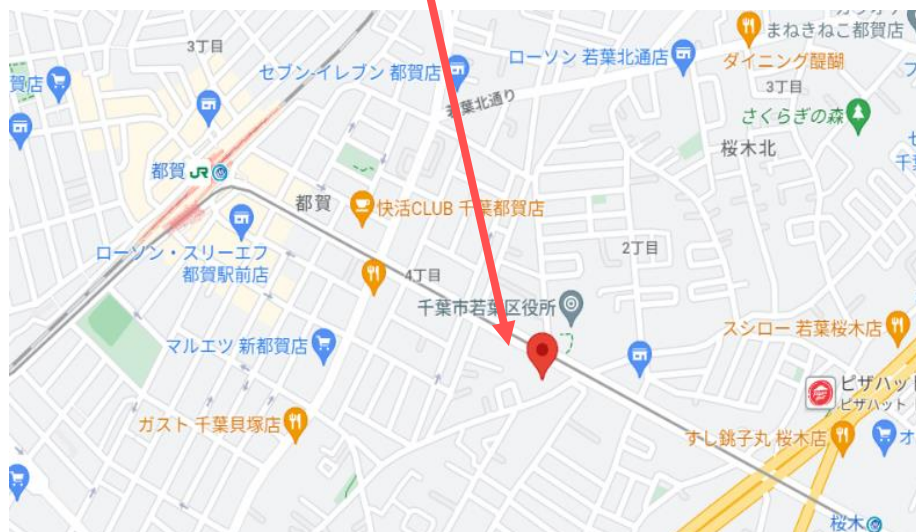 まねきねこ都賀店
3丁目
ローソン 若葉北通店
ダイニング醍醐
セブン-イレブン 都賀店
賀店
3丁目
若葉北通り
さくらぎの森
桜木北
都賀 JR
都賀
快活CLUB 千葉都賀店
2丁目
ローソン・スリーエフ
都賀駅前店
4丁目
千葉市若葉区役所
スシロー 若葉桜木店
マルエツ 新都賀店
ピザハット
ピザハット
ガスト 千葉貝塚店
すし銚子丸 桜木店
オ
桜木